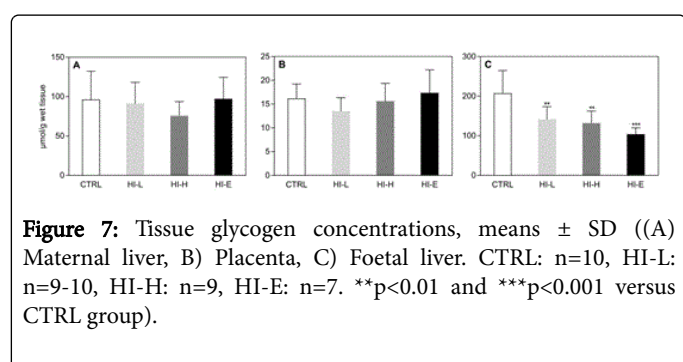 A
B
C
150
100
50
0
µmol/g wet tissue
CTRL HI-L HI-H HI-E
25
20
15
10
5
0
CTRL HI-L HI-H HI-E
300
200
100
0
** ** ***
CTRL HI-L HI-H HI-E
Figure 7: Tissue glycogen concentrations, means ± SD ((A)
Maternal liver, B) Placenta, C) Foetal liver. CTRL: n=10, HI-L:
n=9-10, HI-H: n=9, HI-E: n=7. **p<0.01 and ***p<0.001 versus
CTRL group).